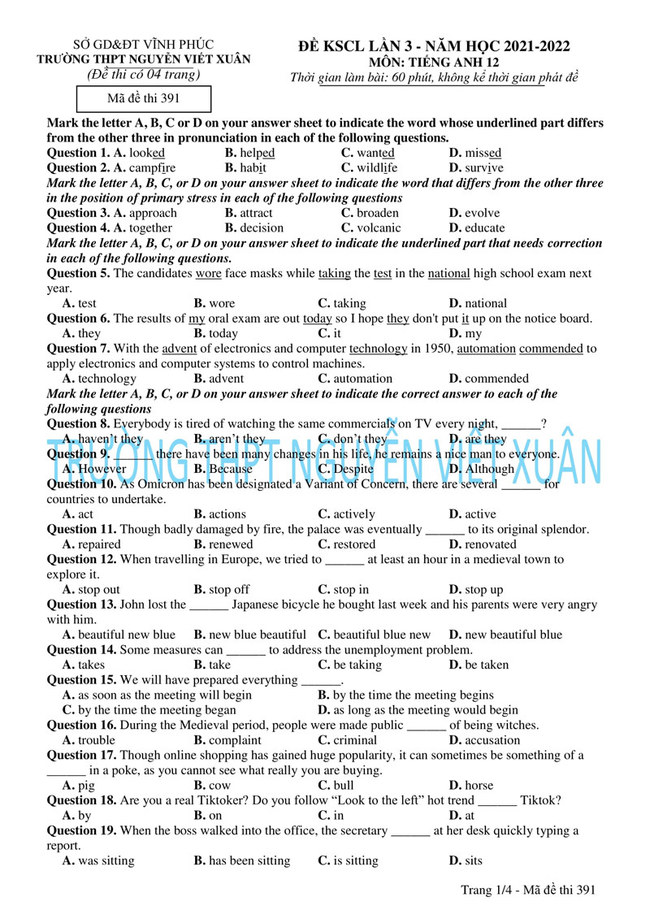 SỞ GD&ĐT VĨNH PHÚC
TRƯỜNG THPT NGUYỄN VIẾT XUÂN
(Đề thi có 04 trang)
Mã đề thi 391
ĐỀ KSCL LẦN 3 - NĂM HỌC 2021-2022
MÔN: TIẾNG ANH 12
Thời gian làm bài: 60 phút, không kể thời gian phát đề
Mark the letter A, B, C or D on your answer sheet to indicate the word whose underlined part differs
from the other three in pronunciation in each of the following questions.
Question 1. A. looked B. helped C. wanted D. missed
Question 2. A. campfire B. habit C. wildlife D. survive
Mark the letter A, B, C, or D on your answer sheet to indicate the word that differs from the other three
in the position of primary stress in each of the following questions
Question 3. A. approach B. attract C. broaden D. evolve
Question 4. A. together B. decision C. volcanic D. educate
Mark the letter A, B, C, or D on your answer sheet to indicate the underlined part that needs correction
in each of the following questions.
Question 5. The candidates wore face masks while taking the test in the national high school exam next
year.
A. test B. wore C. taking D. national
Question 6. The results of my oral exam are out today so I hope they don't put it up on the notice board.
A. they B. today C. it D. my
Question 7. With the advent of electronics and computer technology in 1950, automation commended to
apply electronics and computer systems to control machines.
A. technology B. advent C. automation D. commended
Mark the letter A, B, C, or D on your answer sheet to indicate the correct answer to each of the
following questions
Question 8. Everybody is tired of watching the same commercials on TV every night, ______?
A. haven't they B. aren't they C. don't they D. are they
Question 9. ______ there have been many changes in his life, he remains a nice man to everyone.
A. However B. Because C. Despite D. Although
TRƯỜNG THPT NGUYỄN VIẾT XUÂN
Question 10. As Omicron has been designated a Variant of Concern, there are several ______ for
countries to undertake.
A. act B. actions C. actively D. active
Question 11. Though badly damaged by fire, the palace was eventually ______ to its original splendor.
A. repaired B. renewed C. restored D. renovated
Question 12. When travelling in Europe, we tried to ______ at least an hour in a medieval town to
explore it.
A. stop out B. stop off C. stop in D. stop up
Question 13. John lost the ______ Japanese bicycle he bought last week and his parents were very angry
with him.
A. beautiful new blue B. new blue beautiful C. beautiful blue new D. new beautiful blue
Question 14. Some measures can ______ to address the unemployment problem.
A. takes B. take C. be taking D. be taken
Question 15. We will have prepared everything ______.
A. as soon as the meeting will begin B. by the time the meeting begins
C. by the time the meeting began D. as long as the meeting would begin
Question 16. During the Medieval period, people were made public ______ of being witches.
A. trouble B. complaint C. criminal D. accusation
Question 17. Though online shopping has gained huge popularity, it can sometimes be something of a
______ in a poke, as you cannot see what really you are buying.
A. pig B. cow C. bull D. horse
Question 18. Are you a real Tiktoker? Do you follow “Look to the left” hot trend ______ Tiktok?
A. by B. on C. in D. at
Question 19. When the boss walked into the office, the secretary ______ at her desk quickly typing a
report.
A. was sitting B. has been sitting C. is sitting D. sits
Trang 1/4 - Mã đề thi 391